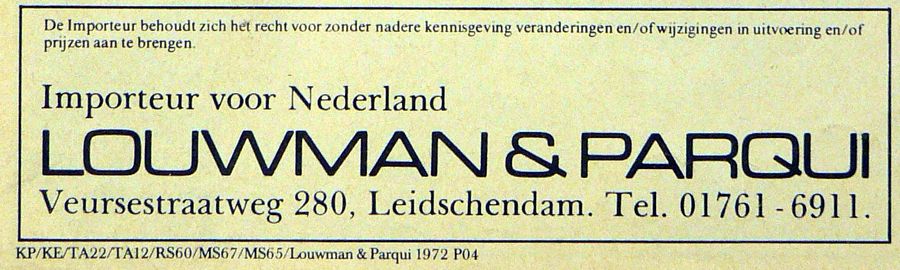 De Importeur behoudt zich het recht voor zonder nadere kennisgeving veranderingen en/of wijzigingen in uitvoering en/of
prijzen aan te brengen.
Importeur voor Nederland
LOUWMAN & PARQUI
Veursestraatweg 280, Leidschendam. Tel. 01761 - 6911.
KP/KE/TA22/TA12/RS60/MS67/MS65/Louwman & Parqui 1972 P04